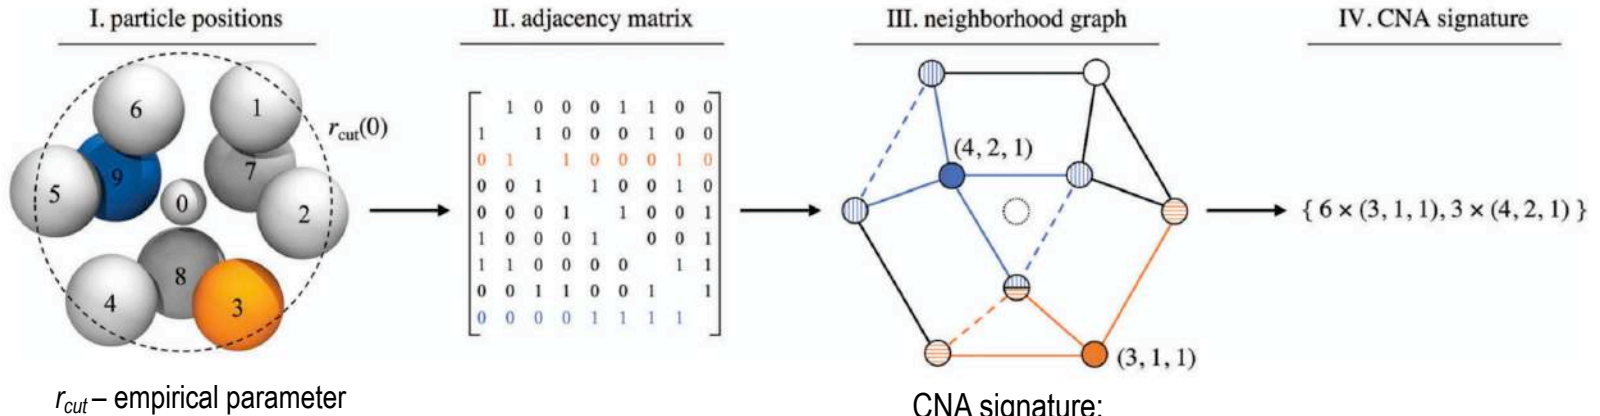 I. particle positions
II. adjacency matrix
III. neighborhood graph
IV. CNA signature
6
1
r_cut(0)
9
7
5
0
2
8
4
3
1 0 0 0 1 1 0 0
1 1 0 0 0 1 0 0
0 1 1 0 0 0 1 0
0 0 1 1 0 0 1 0
0 0 0 1 1 0 0 1
1 0 0 0 1 0 0 1
1 1 0 0 0 0 1 1
0 0 1 1 0 0 1 1
0 0 0 0 1 1 1 1
(4, 2, 1)
(3, 1, 1)
{ 6 × (3, 1, 1), 3 × (4, 2, 1) }
r_cut – empirical parameter
CNA signature: